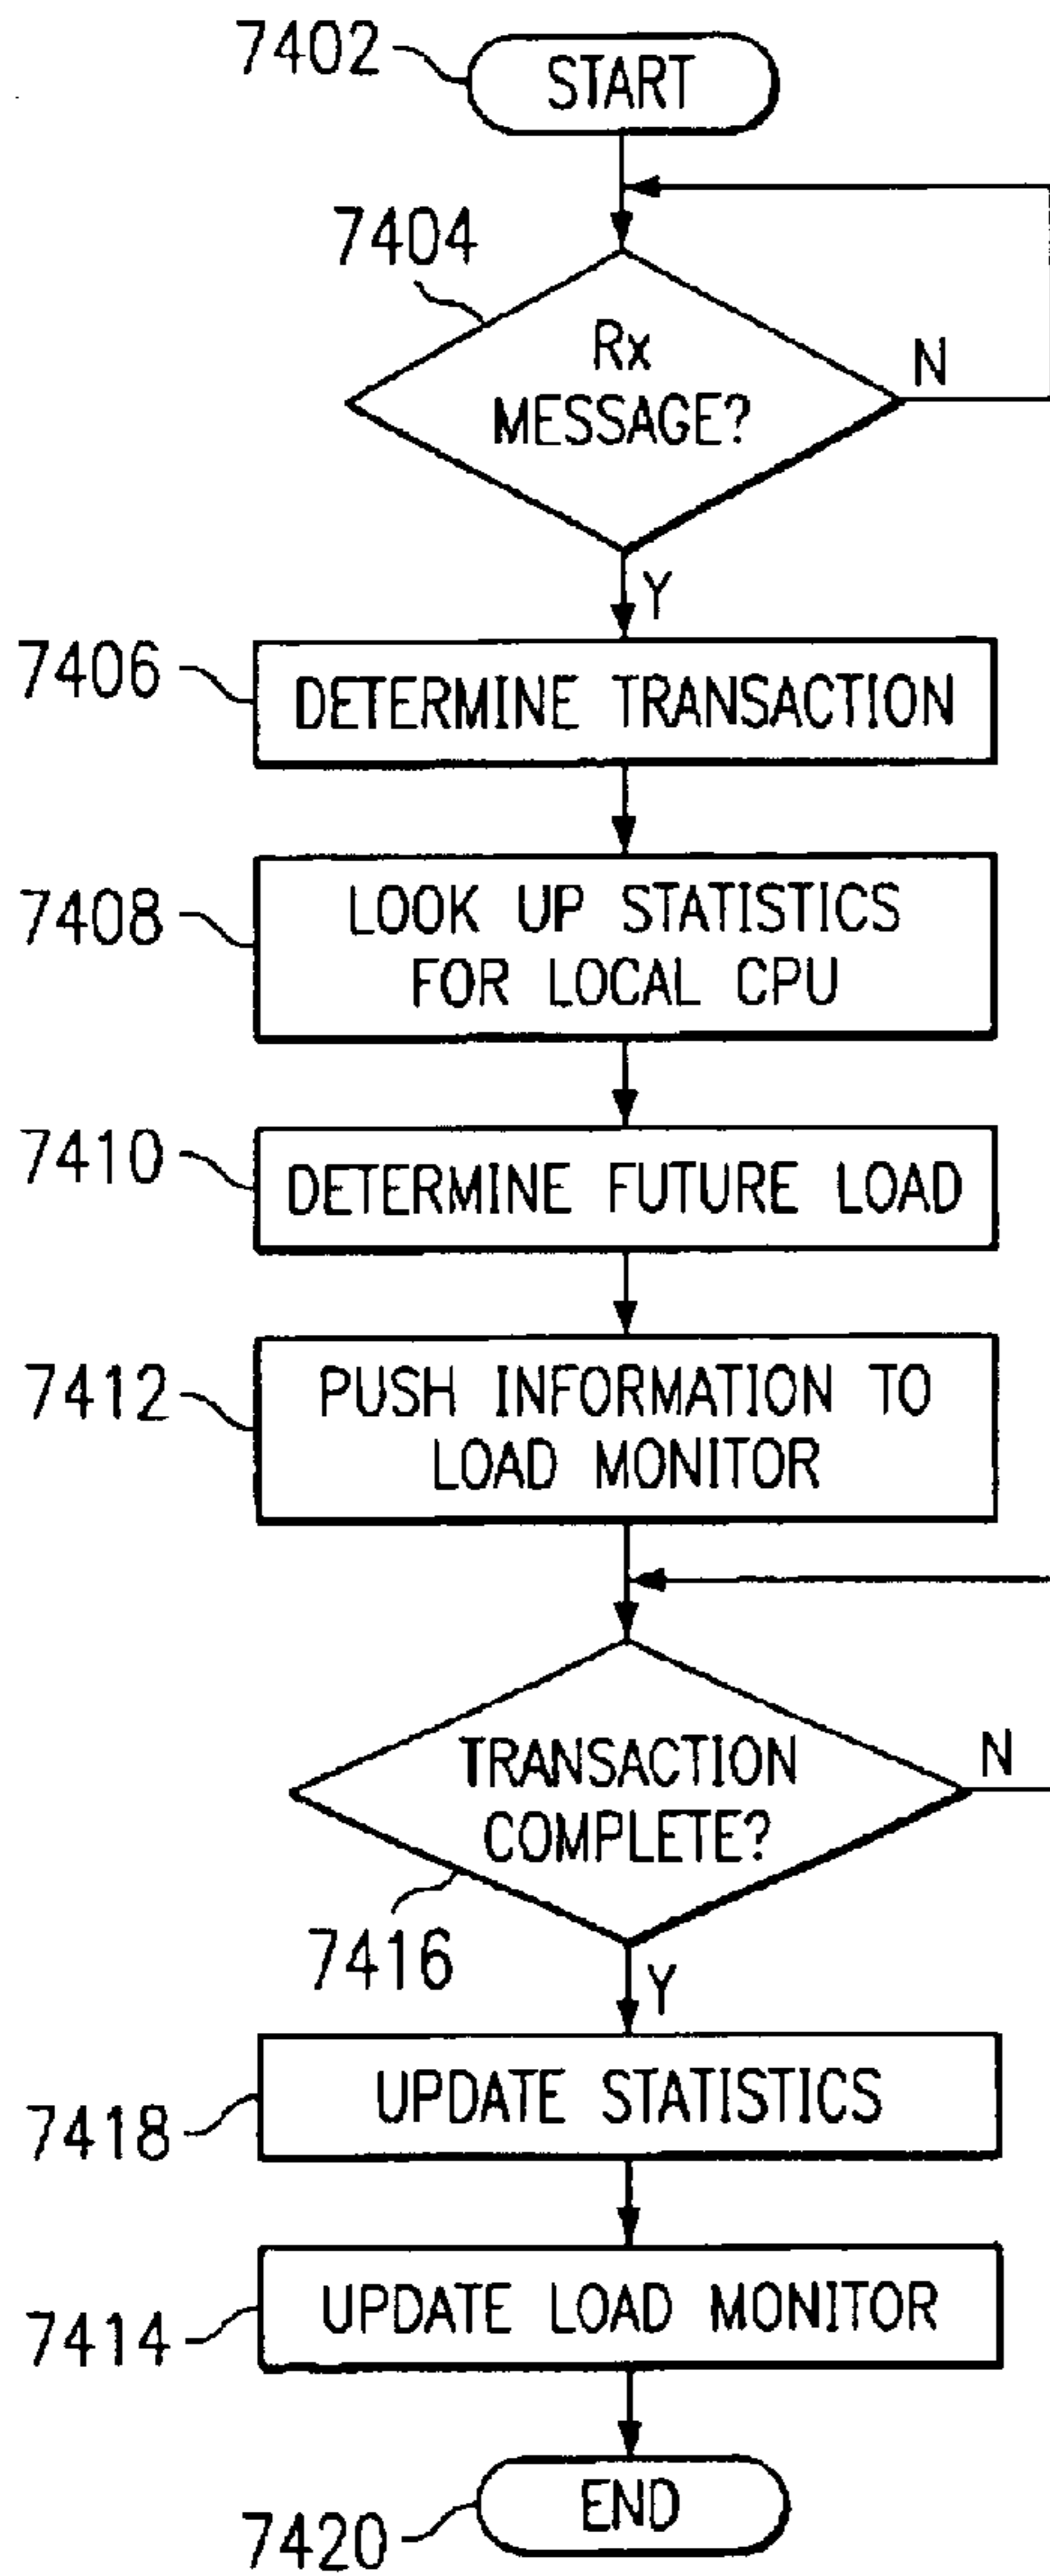 7402
START
7404
Rx
MESSAGE?
N
Y
7406
DETERMINE TRANSACTION
7408
LOOK UP STATISTICS
FOR LOCAL CPU
7410
DETERMINE FUTURE LOAD
7412
PUSH INFORMATION TO
LOAD MONITOR
TRANSACTION
COMPLETE?
N
7416
Y
7418
UPDATE STATISTICS
7414
UPDATE LOAD MONITOR
7420
END